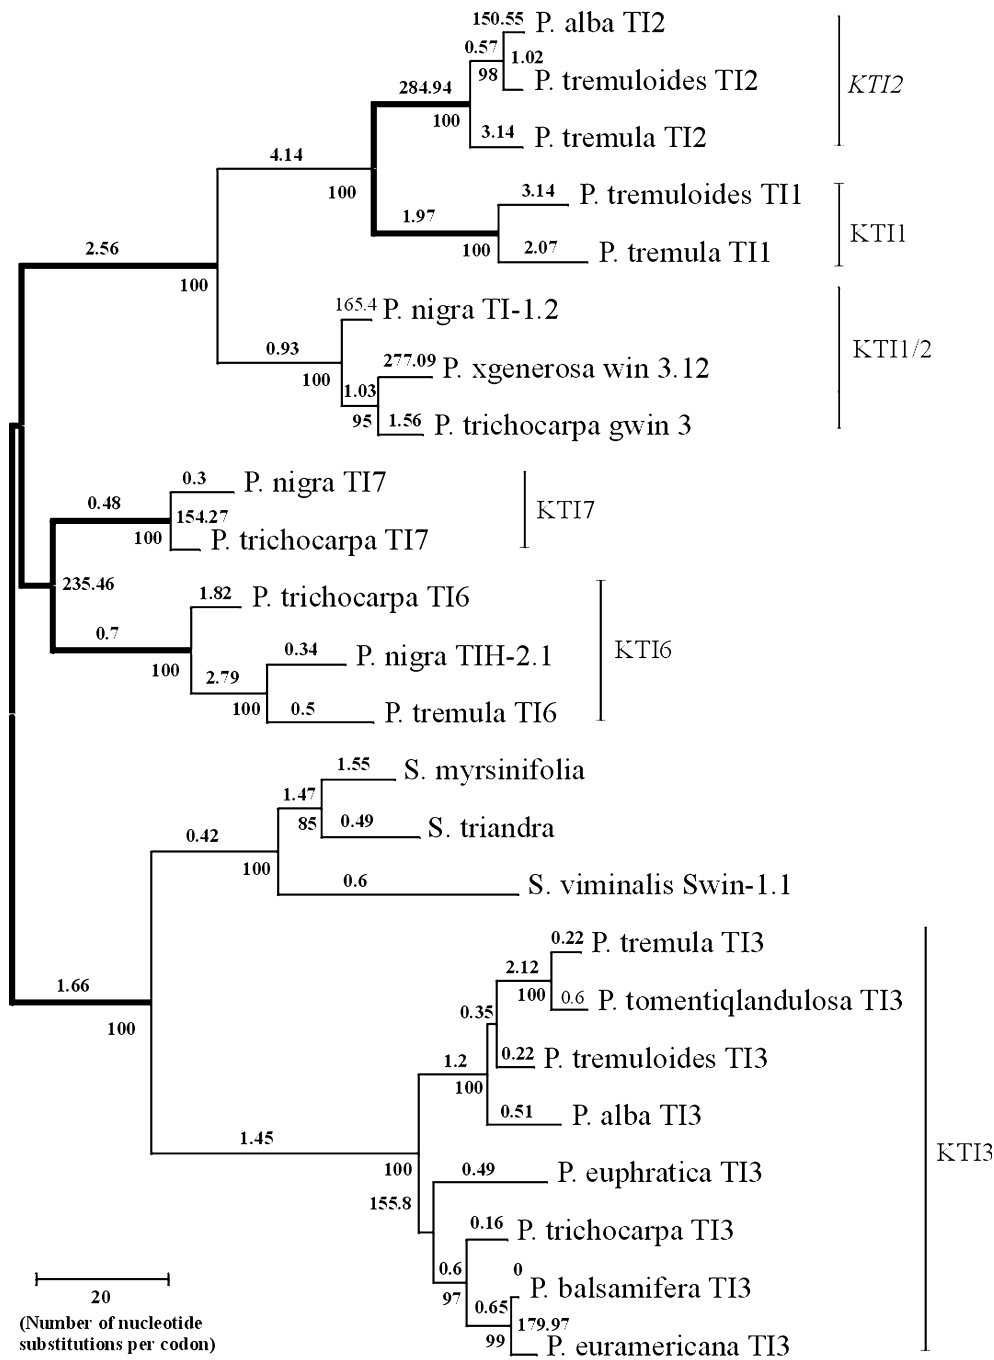 150.55 P. alba TI2
0.57 1.02
98 P. tremuloides TI2
KTI2
284.94
100
3.14 P. tremula TI2
4.14
100
3.14 P. tremuloides TI1
1.97
KTI1
100 2.07 P. tremula TI1
2.56
100
165.4 P. nigra TI-1.2
0.93
KTI1/2
277.09 P. xgenerosa win 3.12
100
1.03
95 1.56 P. trichocarpa gwin 3
0.3 P. nigra TI7
0.48
154.27
KTI7
100 P. trichocarpa TI7
235.46
1.82 P. trichocarpa TI6
0.7
0.34 P. nigra TIH-2.1
KTI6
100
2.79
100 0.5 P. tremula TI6
1.55 S. myrsinifolia
1.47
85 0.49 S. triandra
0.42
100
0.6 S. viminalis Swin-1.1
0.22 P. tremula TI3
2.12
100 0.6 P. tomentiqlandulosa TI3
1.66
100
0.35
0.22 P. tremuloides TI3
1.2
100
0.51 P. alba TI3
1.45
KTI3
100
0.49 P. euphratica TI3
155.8
0.16 P. trichocarpa TI3
0.6
97
0
P. balsamifera TI3
0.65
179.97
99 P. euramericana TI3
20
(Number of nucleotide
substitutions per codon)